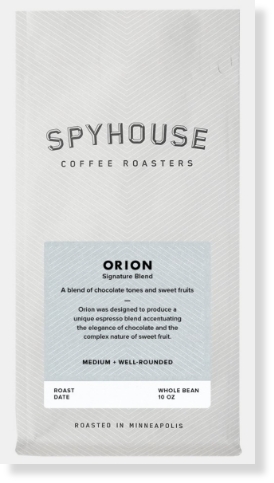 SPYHOUSE
COFFEE ROASTERS
ORION
Signature Blend
A blend of chocolate tones and sweet fruits
—
Orion was designed to produce a
unique espresso blend accentuating
the elegance of chocolate and the
complex nature of sweet fruit.
MEDIUM + WELL-ROUNDED
ROAST WHOLE BEAN
DATE 10 OZ
ROASTED IN MINNEAPOLIS